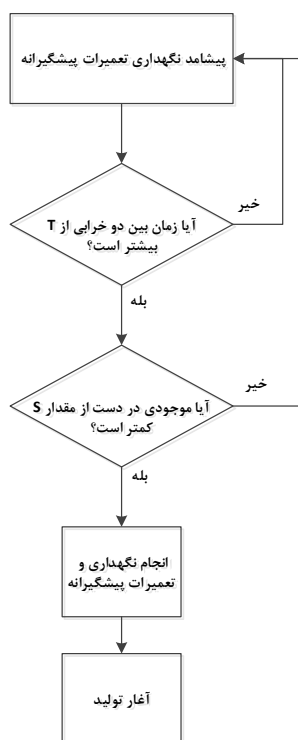 پیشامد نگهداری تعمیرات پیشگیرانه
آیا زمان بین دو خرابی از T
بیشتر است؟
خیر
بله
آیا موجودی در دست از مقدار S
کمتر است؟
خیر
بله
انجام نگهداری و
تعمیرات پیشگیرانه
آغار تولید